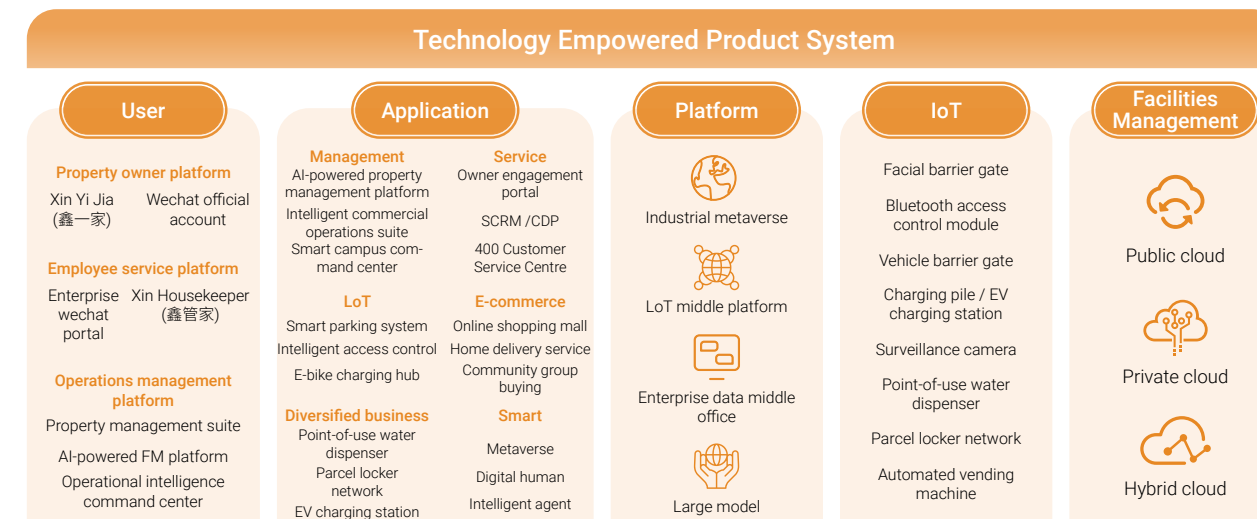 Technology Empowered Product System
User
Property owner platform
Xin Yi Jia
(鑫一家)
Wechat official
account
Employee service platform
Enterprise
wechat
portal
Xin Housekeeper
(鑫管家)
Operations management
platform
Property management suite
AI-powered FM platform
Operational intelligence
command center
Application
Management
AI-powered property
management platform
Intelligent commercial
operations suite
Smart campus com-
mand center
Service
Owner engagement
portal
SCRM /CDP
400 Customer
Service Centre
LoT
Smart parking system
Intelligent access control
E-bike charging hub
E-commerce
Online shopping mall
Home delivery service
Community group
buying
Diversified business
Point-of-use water
dispenser
Parcel locker
network
EV charging station
Smart
Metaverse
Digital human
Intelligent agent
Platform
Industrial metaverse
LoT middle platform
Enterprise data middle
office
Large model
IoT
Facial barrier gate
Bluetooth access
control module
Vehicle barrier gate
Charging pile / EV
charging station
Surveillance camera
Point-of-use water
dispenser
Parcel locker network
Automated vending
machine
Facilities
Management
Public cloud
Private cloud
Hybrid cloud